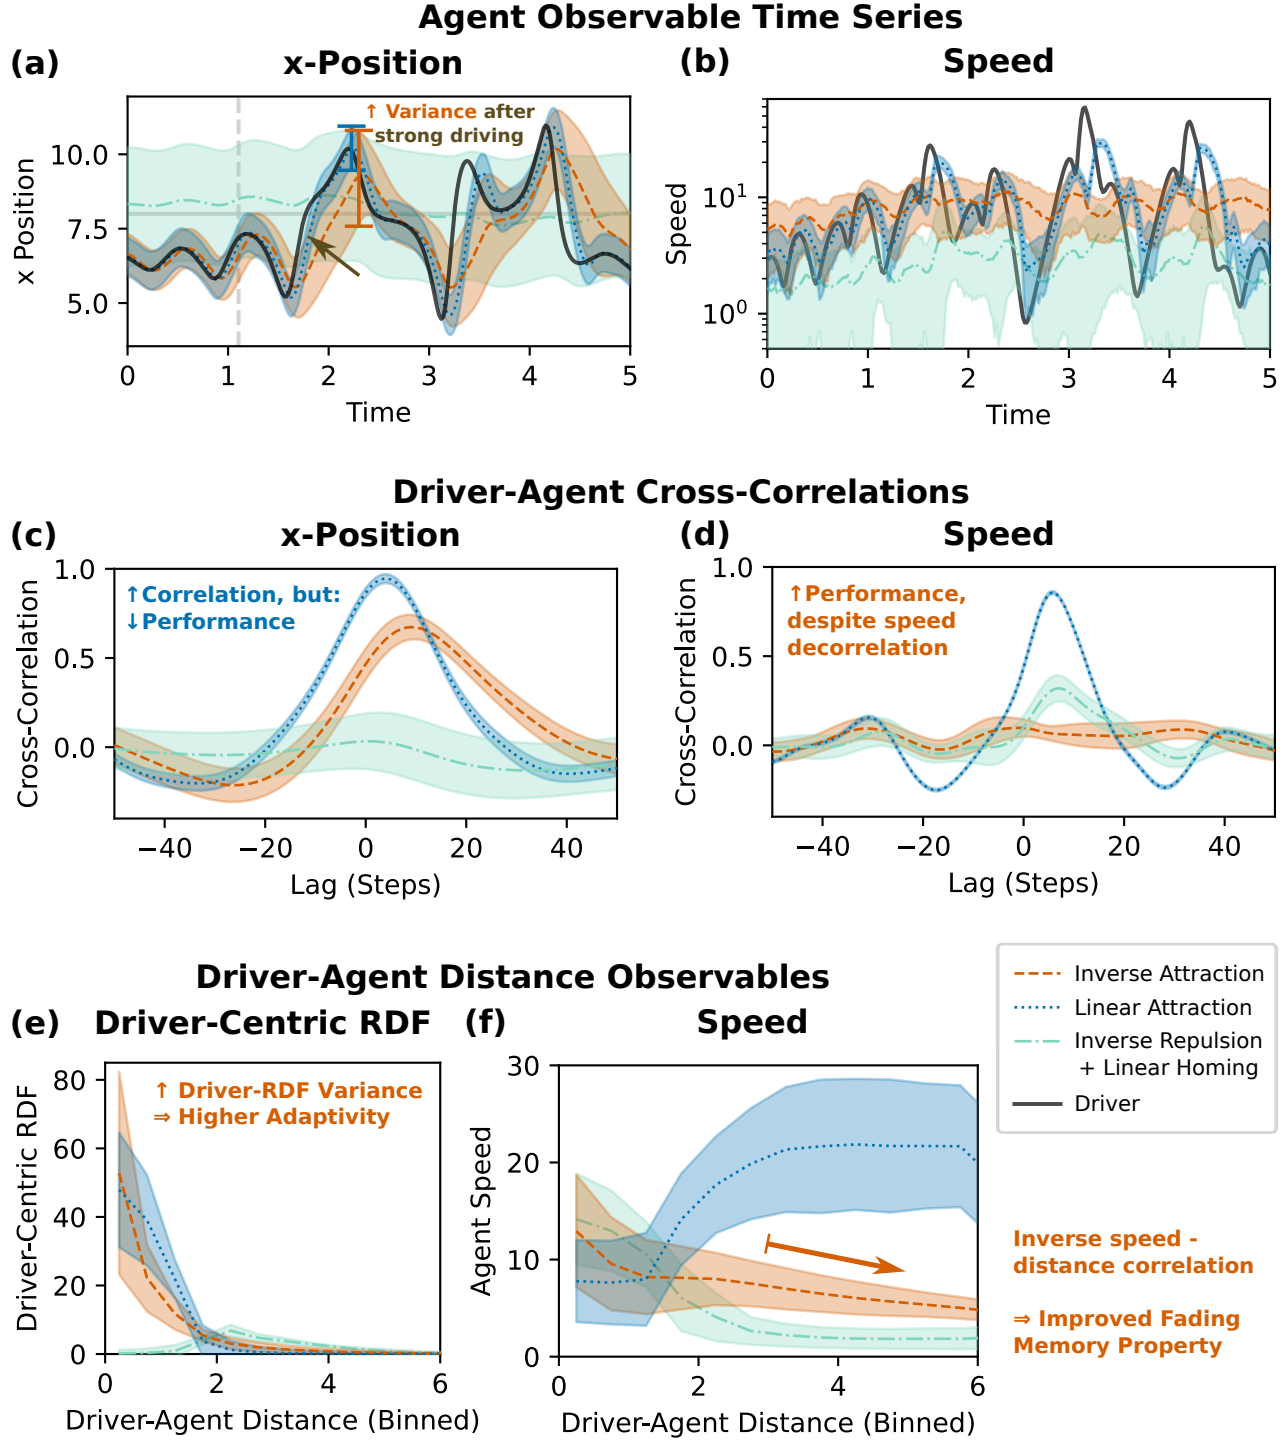 Agent Observable Time Series
(a)
x-Position
(b)
Speed
↑ Variance after
strong driving
10.0
7.5
5.0
x Position
0 1 2 3 4 5
Time
10¹
10⁰
Speed
0 1 2 3 4 5
Time
Driver-Agent Cross-Correlations
(c)
x-Position
(d)
Speed
↑Correlation, but:
↓Performance
1.0
0.5
0.0
Cross-Correlation
−40 −20 0 20 40
Lag (Steps)
↑Performance,
despite speed
decorrelation
1.0
0.5
0.0
Cross-Correlation
−40 −20 0 20 40
Lag (Steps)
Driver-Agent Distance Observables
(e)
Driver-Centric RDF
(f)
Speed
↑ Driver-RDF Variance
⇒ Higher Adaptivity
80
60
40
20
0
Driver-Centric RDF
0 2 4 6
Driver-Agent Distance (Binned)
30
20
10
0
Agent Speed
0 2 4 6
Driver-Agent Distance (Binned)
Inverse Attraction
Linear Attraction
Inverse Repulsion
+ Linear Homing
Driver
Inverse speed -
distance correlation
⇒ Improved Fading
Memory Property